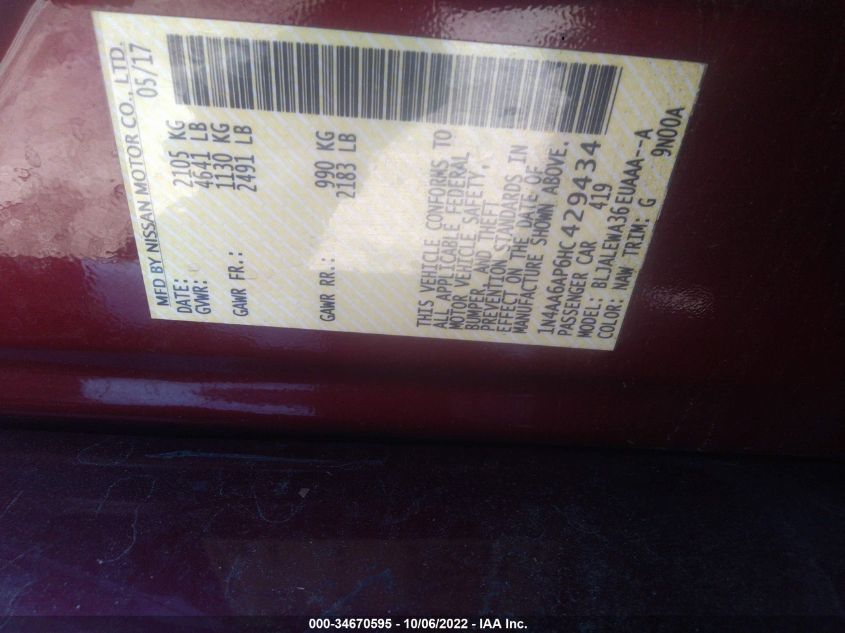 MFD BY NISSAN MOTOR CO., LTD.
DATE: 05/17
GVWR: 2105 KG
4641 LB
GAWR FR.: 1130 KG
2491 LB
GAWR RR.: 990 KG
2183 LB
THIS VEHICLE CONFORMS TO
ALL APPLICABLE FEDERAL
MOTOR VEHICLE SAFETY,
BUMPER, AND THEFT
PREVENTION STANDARDS IN
EFFECT ON THE DATE OF
MANUFACTURE SHOWN ABOVE.
1N4AA6AP6HC429434
PASSENGER CAR 419
MODEL: BLJALEWA36EUAAA--A
COLOR: NAW TRIM: G 9N00A
000-34670595 - 10/06/2022 - IAA Inc.